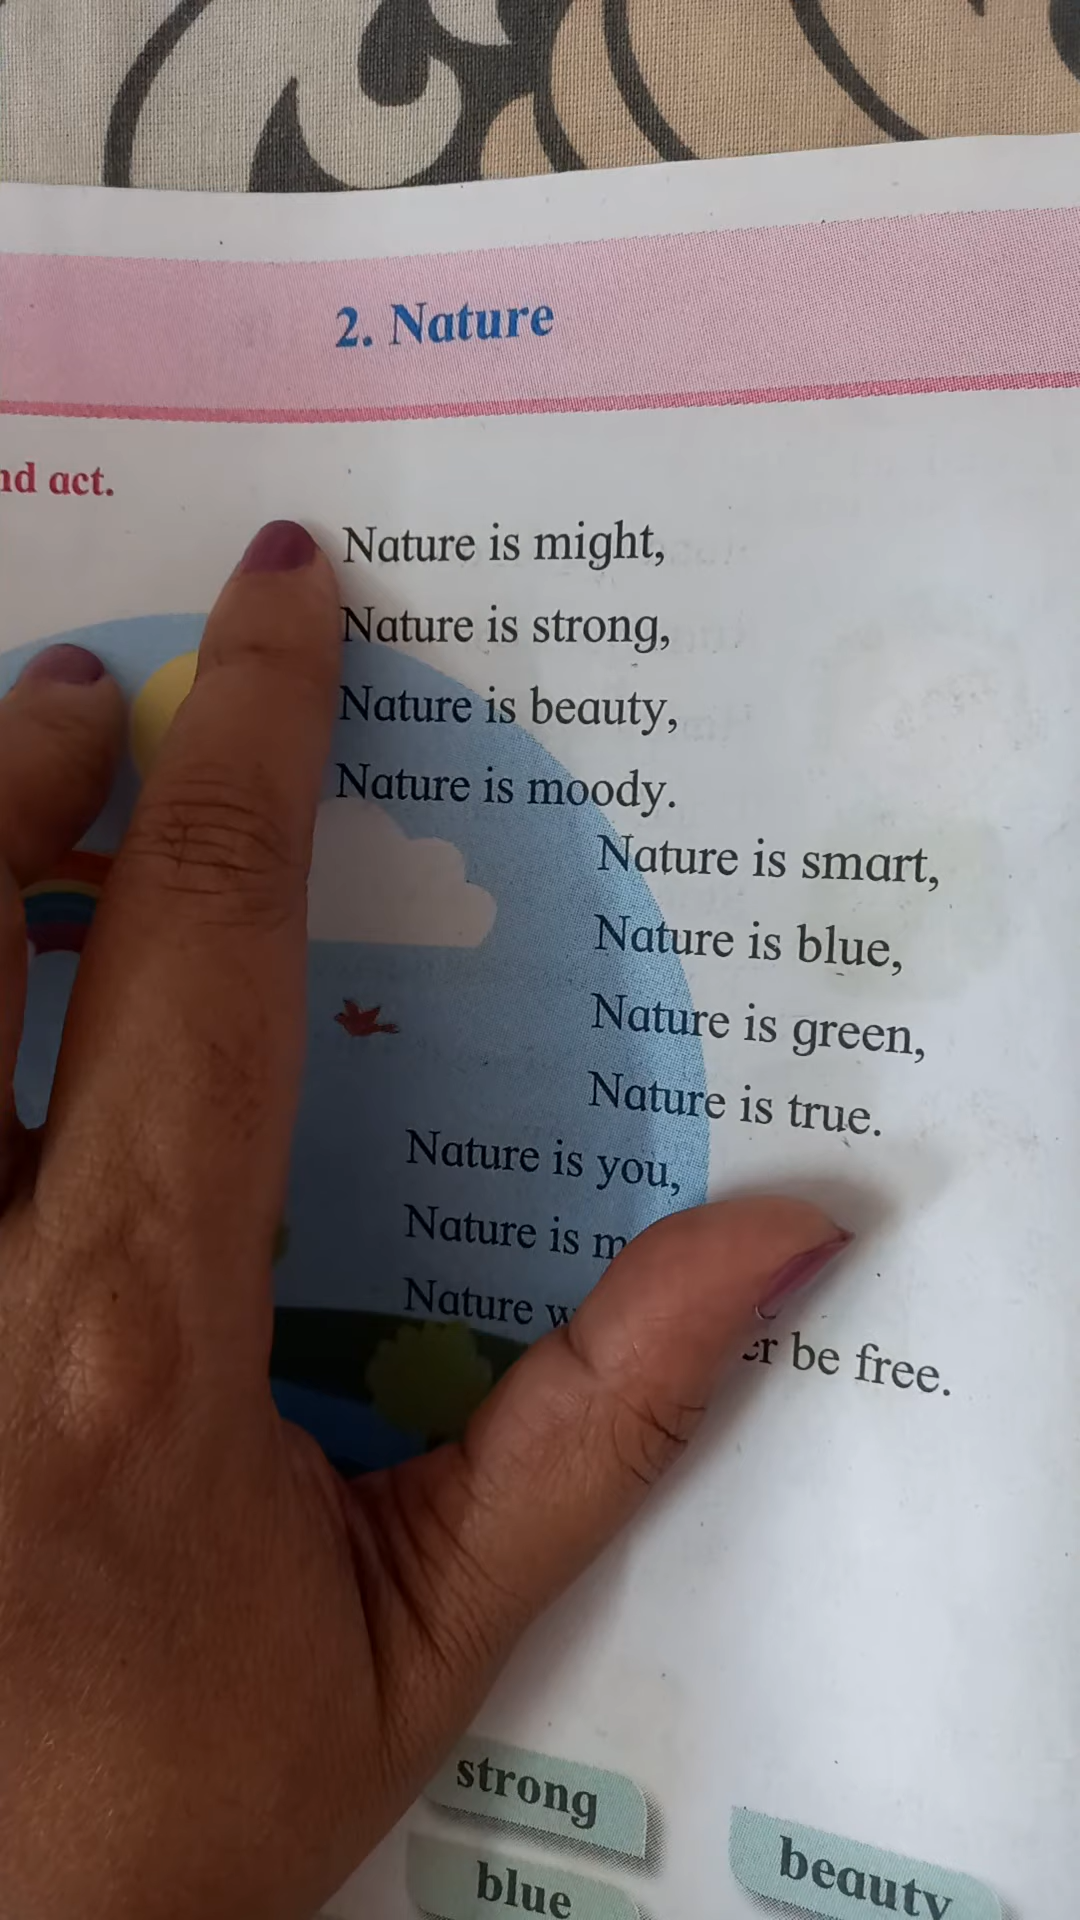 2. Nature
act.
Nature is might,
Nature is strong,
Nature is beauty,
Nature is moody.
Nature is smart,
Nature is blue,
Nature is green,
Nature is true.
Nature is you,
Nature is
Nature
be free.
strong
beauty
blue